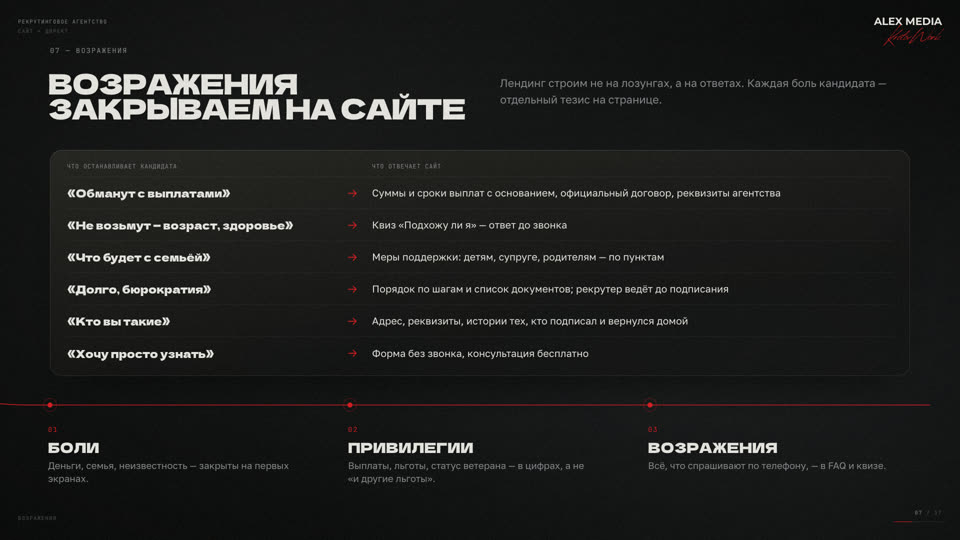 РЕКРУТИНГОВОЕ АГЕНТСТВО
САЙТ + ДИРЕКТ
ALEX MEDIA
07 — ВОЗРАЖЕНИЯ
ВОЗРАЖЕНИЯ
ЗАКРЫВАЕМ НА САЙТЕ
Лендинг строим не на лозунгах, а на ответах. Каждая боль кандидата —
отдельный тезис на странице.
ЧТО ОСТАНАВЛИВАЕТ КАНДИДАТА
ЧТО ОТВЕЧАЕТ САЙТ
«Обманут с выплатами» → Суммы и сроки выплат с основанием, официальный договор, реквизиты агентства
«Не возьмут — возраст, здоровье» → Квиз «Подхожу ли я» — ответ до звонка
«Что будет с семьёй» → Меры поддержки: детям, супруге, родителям — по пунктам
«Долго, бюрократия» → Порядок по шагам и список документов; рекрутер ведёт до подписания
«Кто вы такие» → Адрес, реквизиты, истории тех, кто подписал и вернулся домой
«Хочу просто узнать» → Форма без звонка, консультация бесплатно
01
БОЛИ
Деньги, семья, неизвестность — закрыты на первых
экранах.
02
ПРИВИЛЕГИИ
Выплаты, льготы, статус ветерана — в цифрах, а не
«и другие льготы».
03
ВОЗРАЖЕНИЯ
Всё, что спрашивают по телефону, — в FAQ и квизе.
ВОЗРАЖЕНИЯ
07 / 17